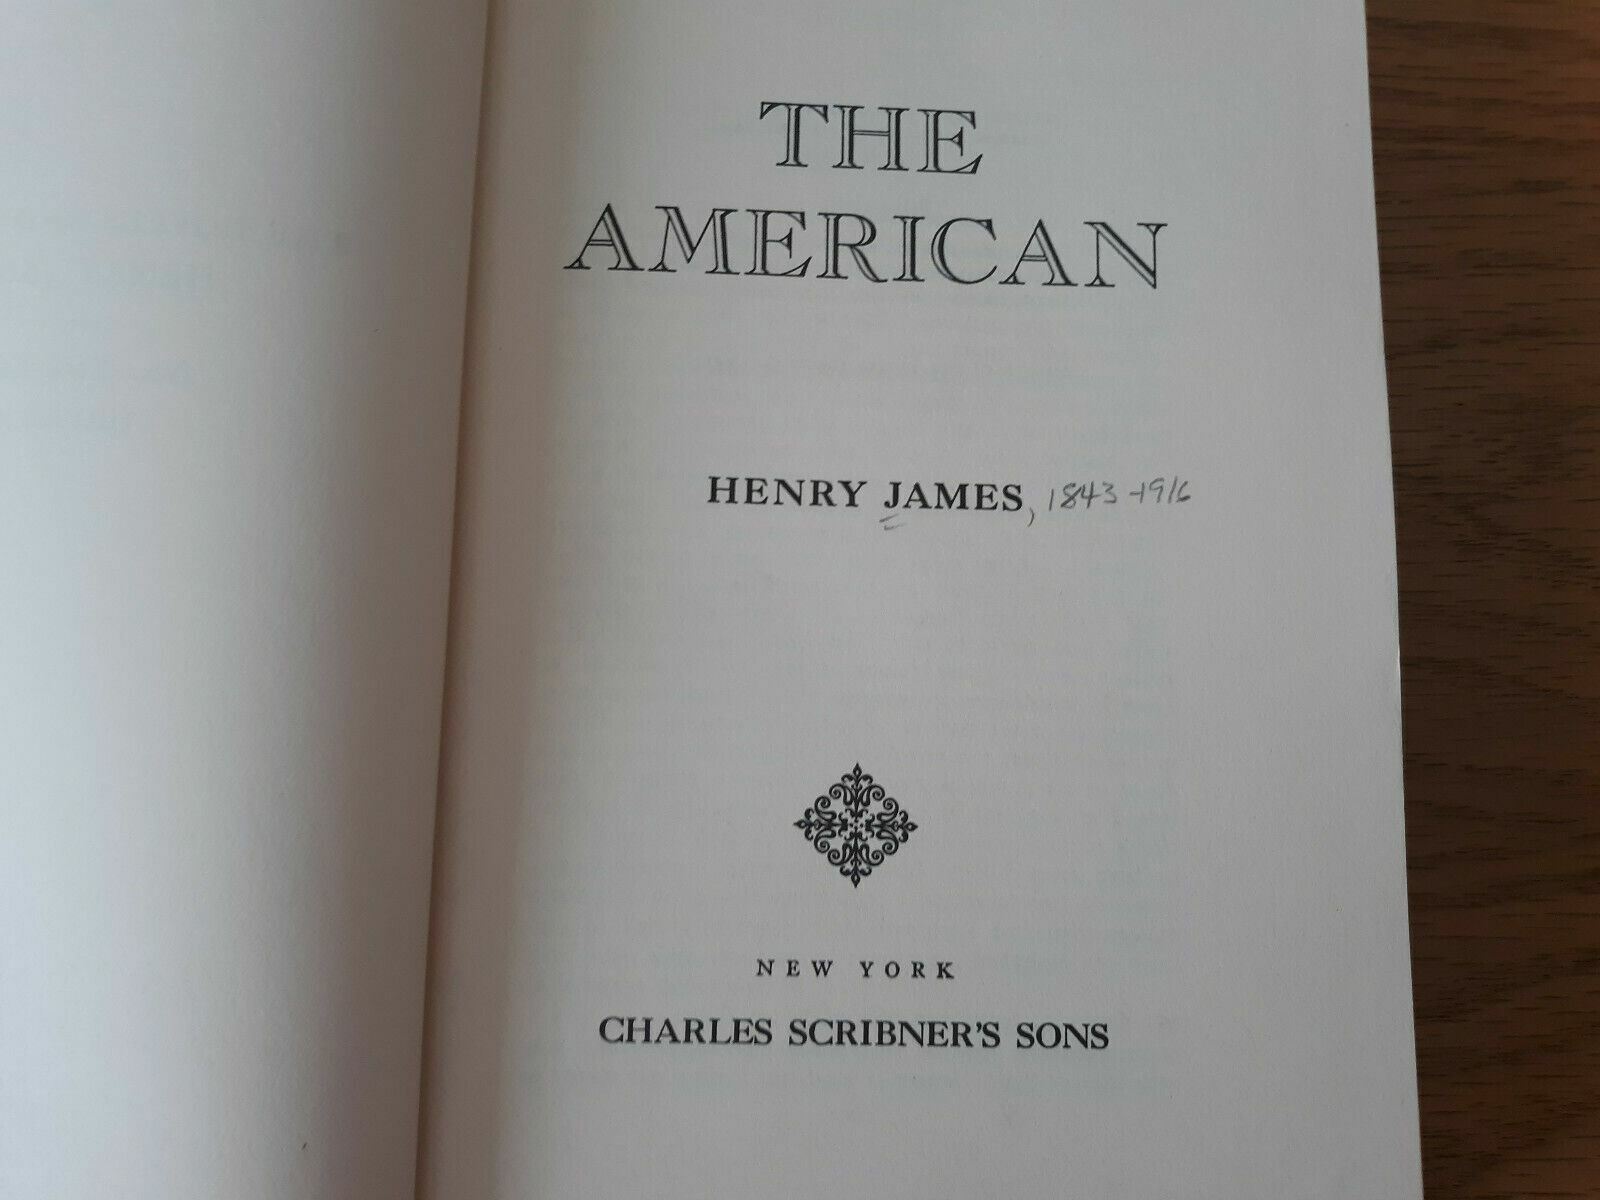 THE
AMERICAN
HENRY JAMES, 1843-1916
NEW YORK
CHARLES SCRIBNER'S SONS